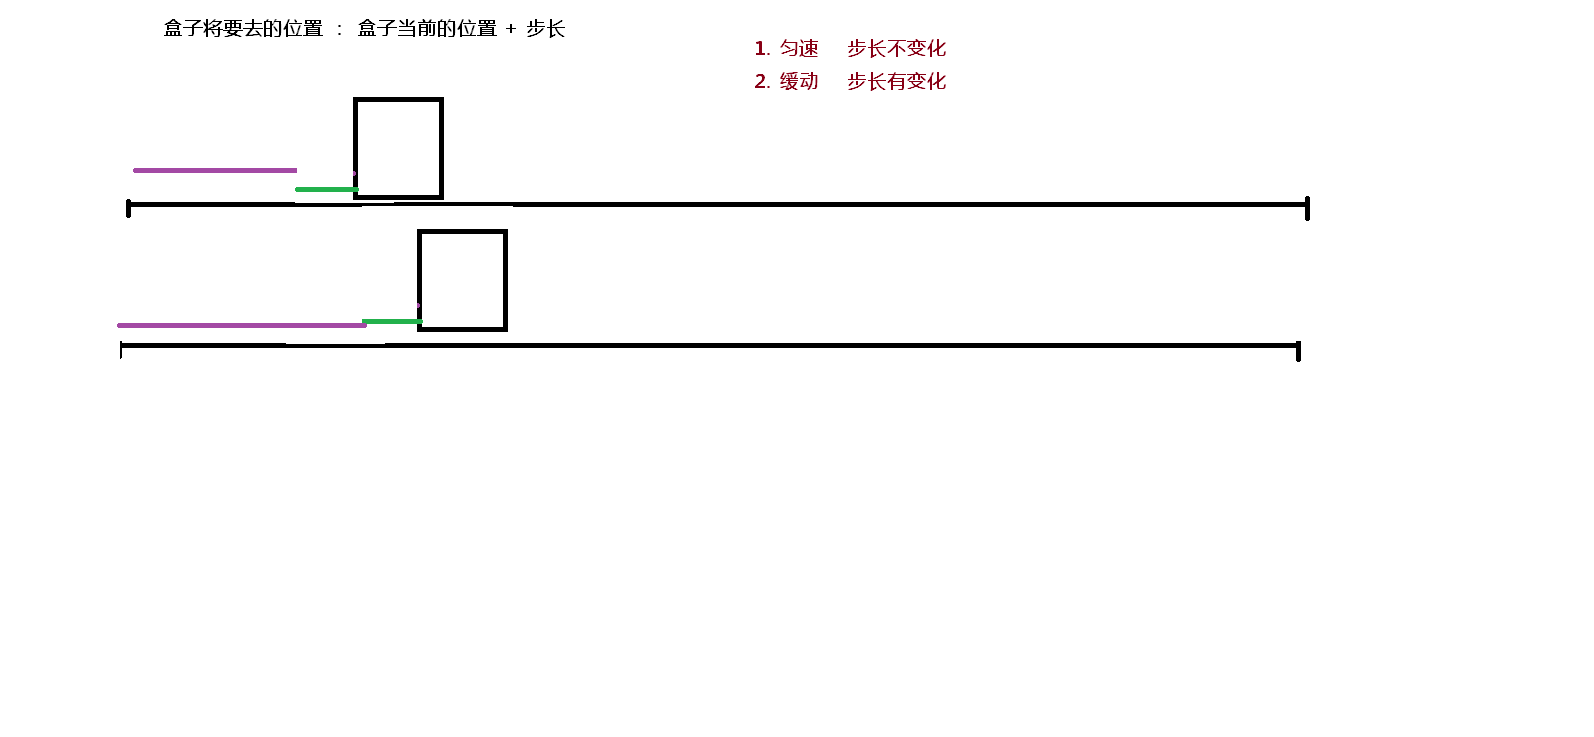 盒子将要去的位置 : 盒子当前的位置 + 步长
1. 匀速 步长不变化
2. 缓动 步长有变化